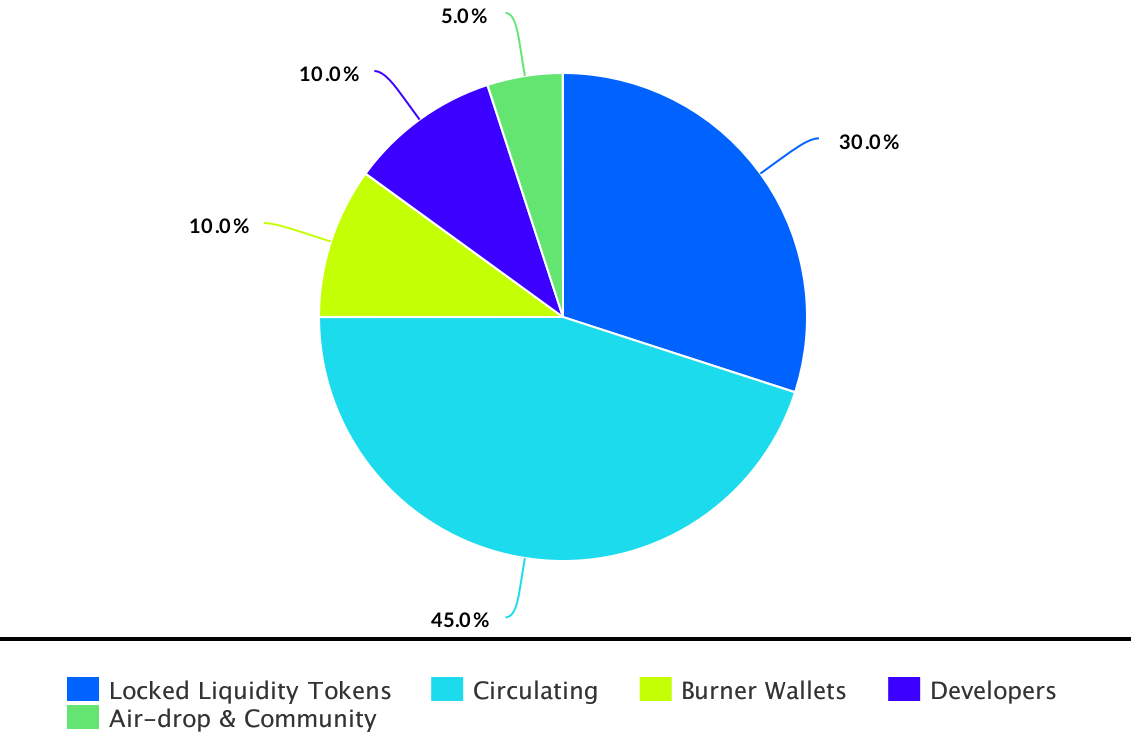 5.0%
10.0%
30.0%
10.0%
45.0%
Locked Liquidity Tokens Circulating Burner Wallets Developers
Air-drop & Community